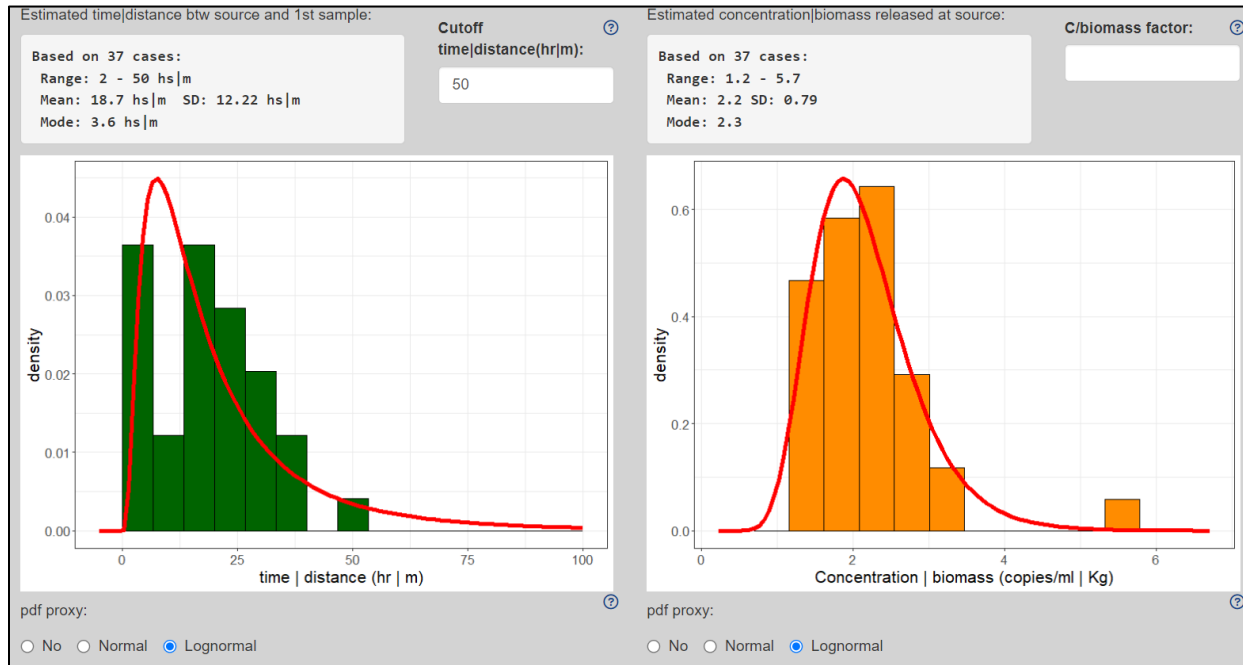 Estimated time|distance btw source and 1st sample:
Based on 37 cases:
Range: 2 - 50 hs|m
Mean: 18.7 hs|m SD: 12.22 hs|m
Mode: 3.6 hs|m
Cutoff
time|distance(hr|m):
?
50
density
0.04
0.03
0.02
0.01
0.00
0 25 50 75 100
time | distance (hr | m)
pdf proxy:
?
No Normal Lognormal
Estimated concentration|biomass released at source:
Based on 37 cases:
Range: 1.2 - 5.7
Mean: 2.2 SD: 0.79
Mode: 2.3
C/biomass factor:
?
density
0.6
0.4
0.2
0.0
0 2 4 6
Concentration | biomass (copies/ml | Kg)
pdf proxy:
?
No Normal Lognormal